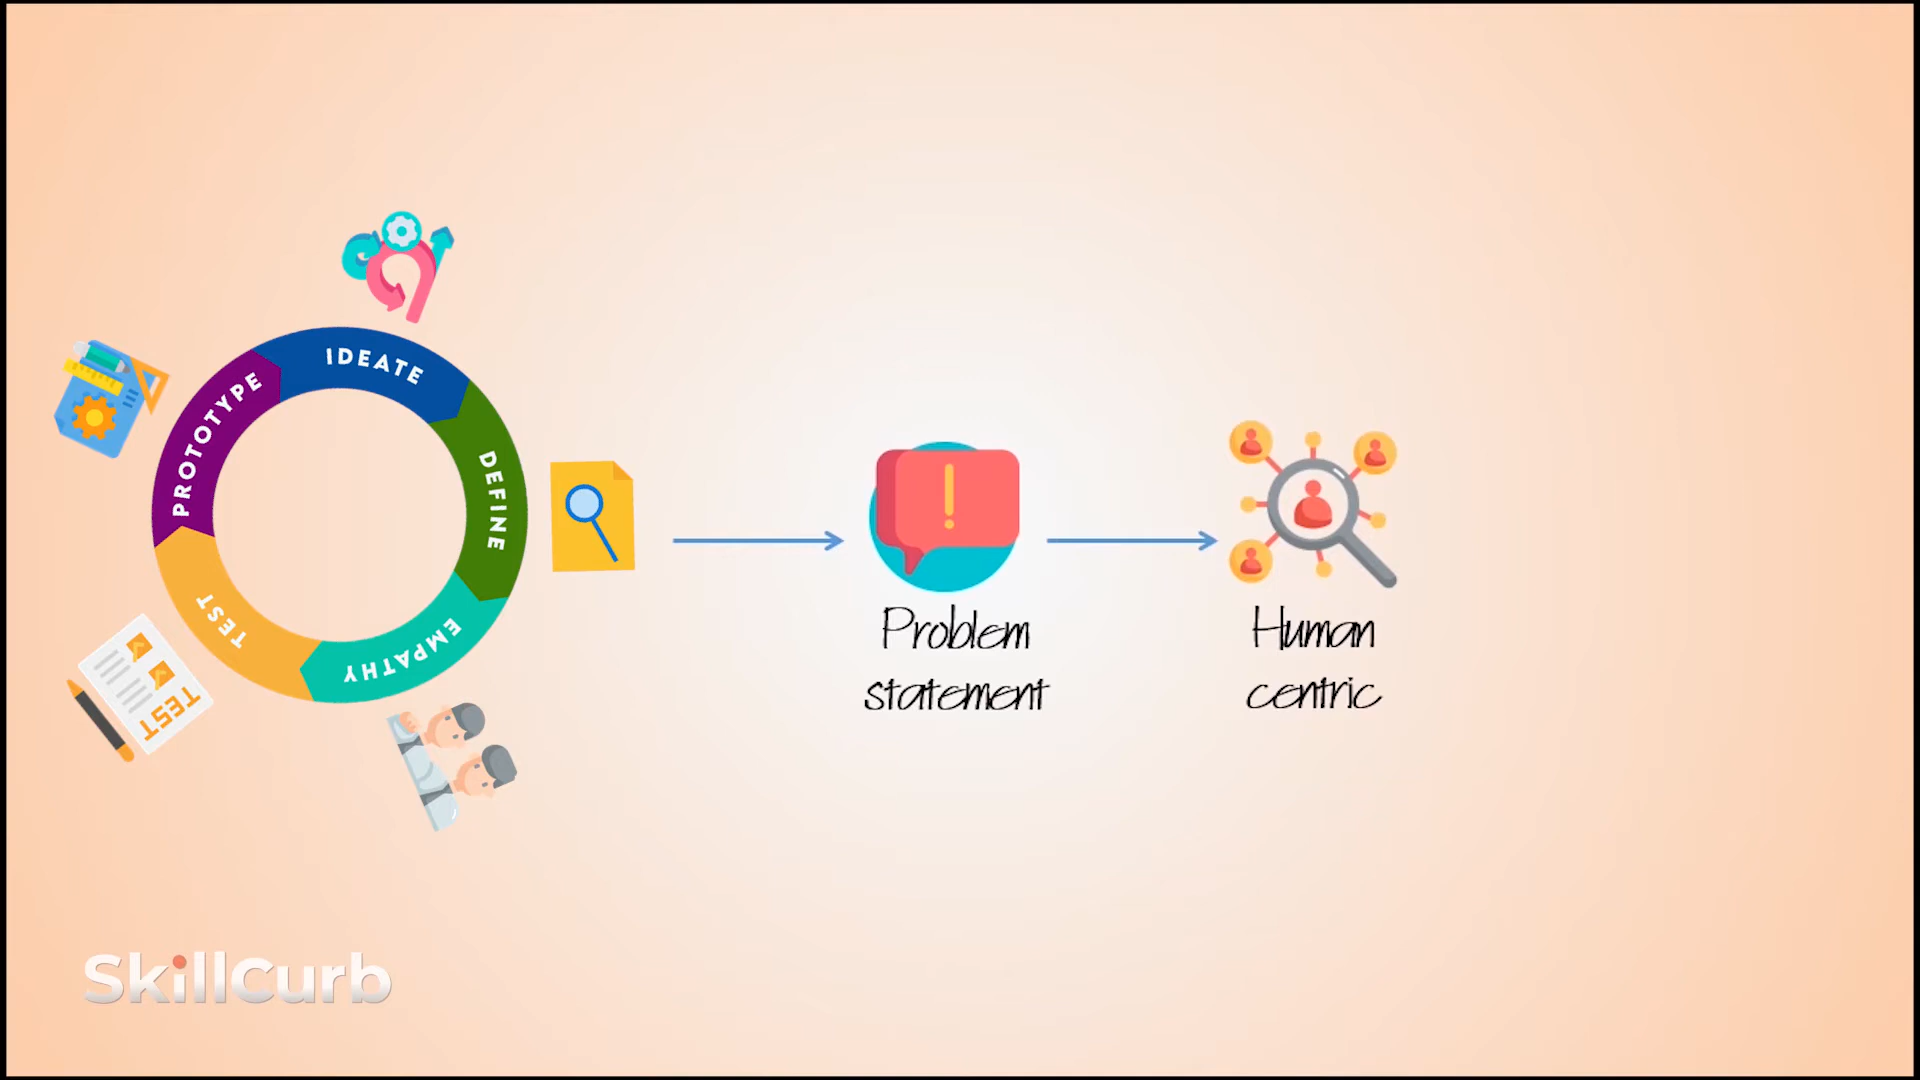 IDEATE
PROTOTYPE
DEFINE
TEST
EMPATHY
TEST
Problem
statement
Human
centric
SkillCurb